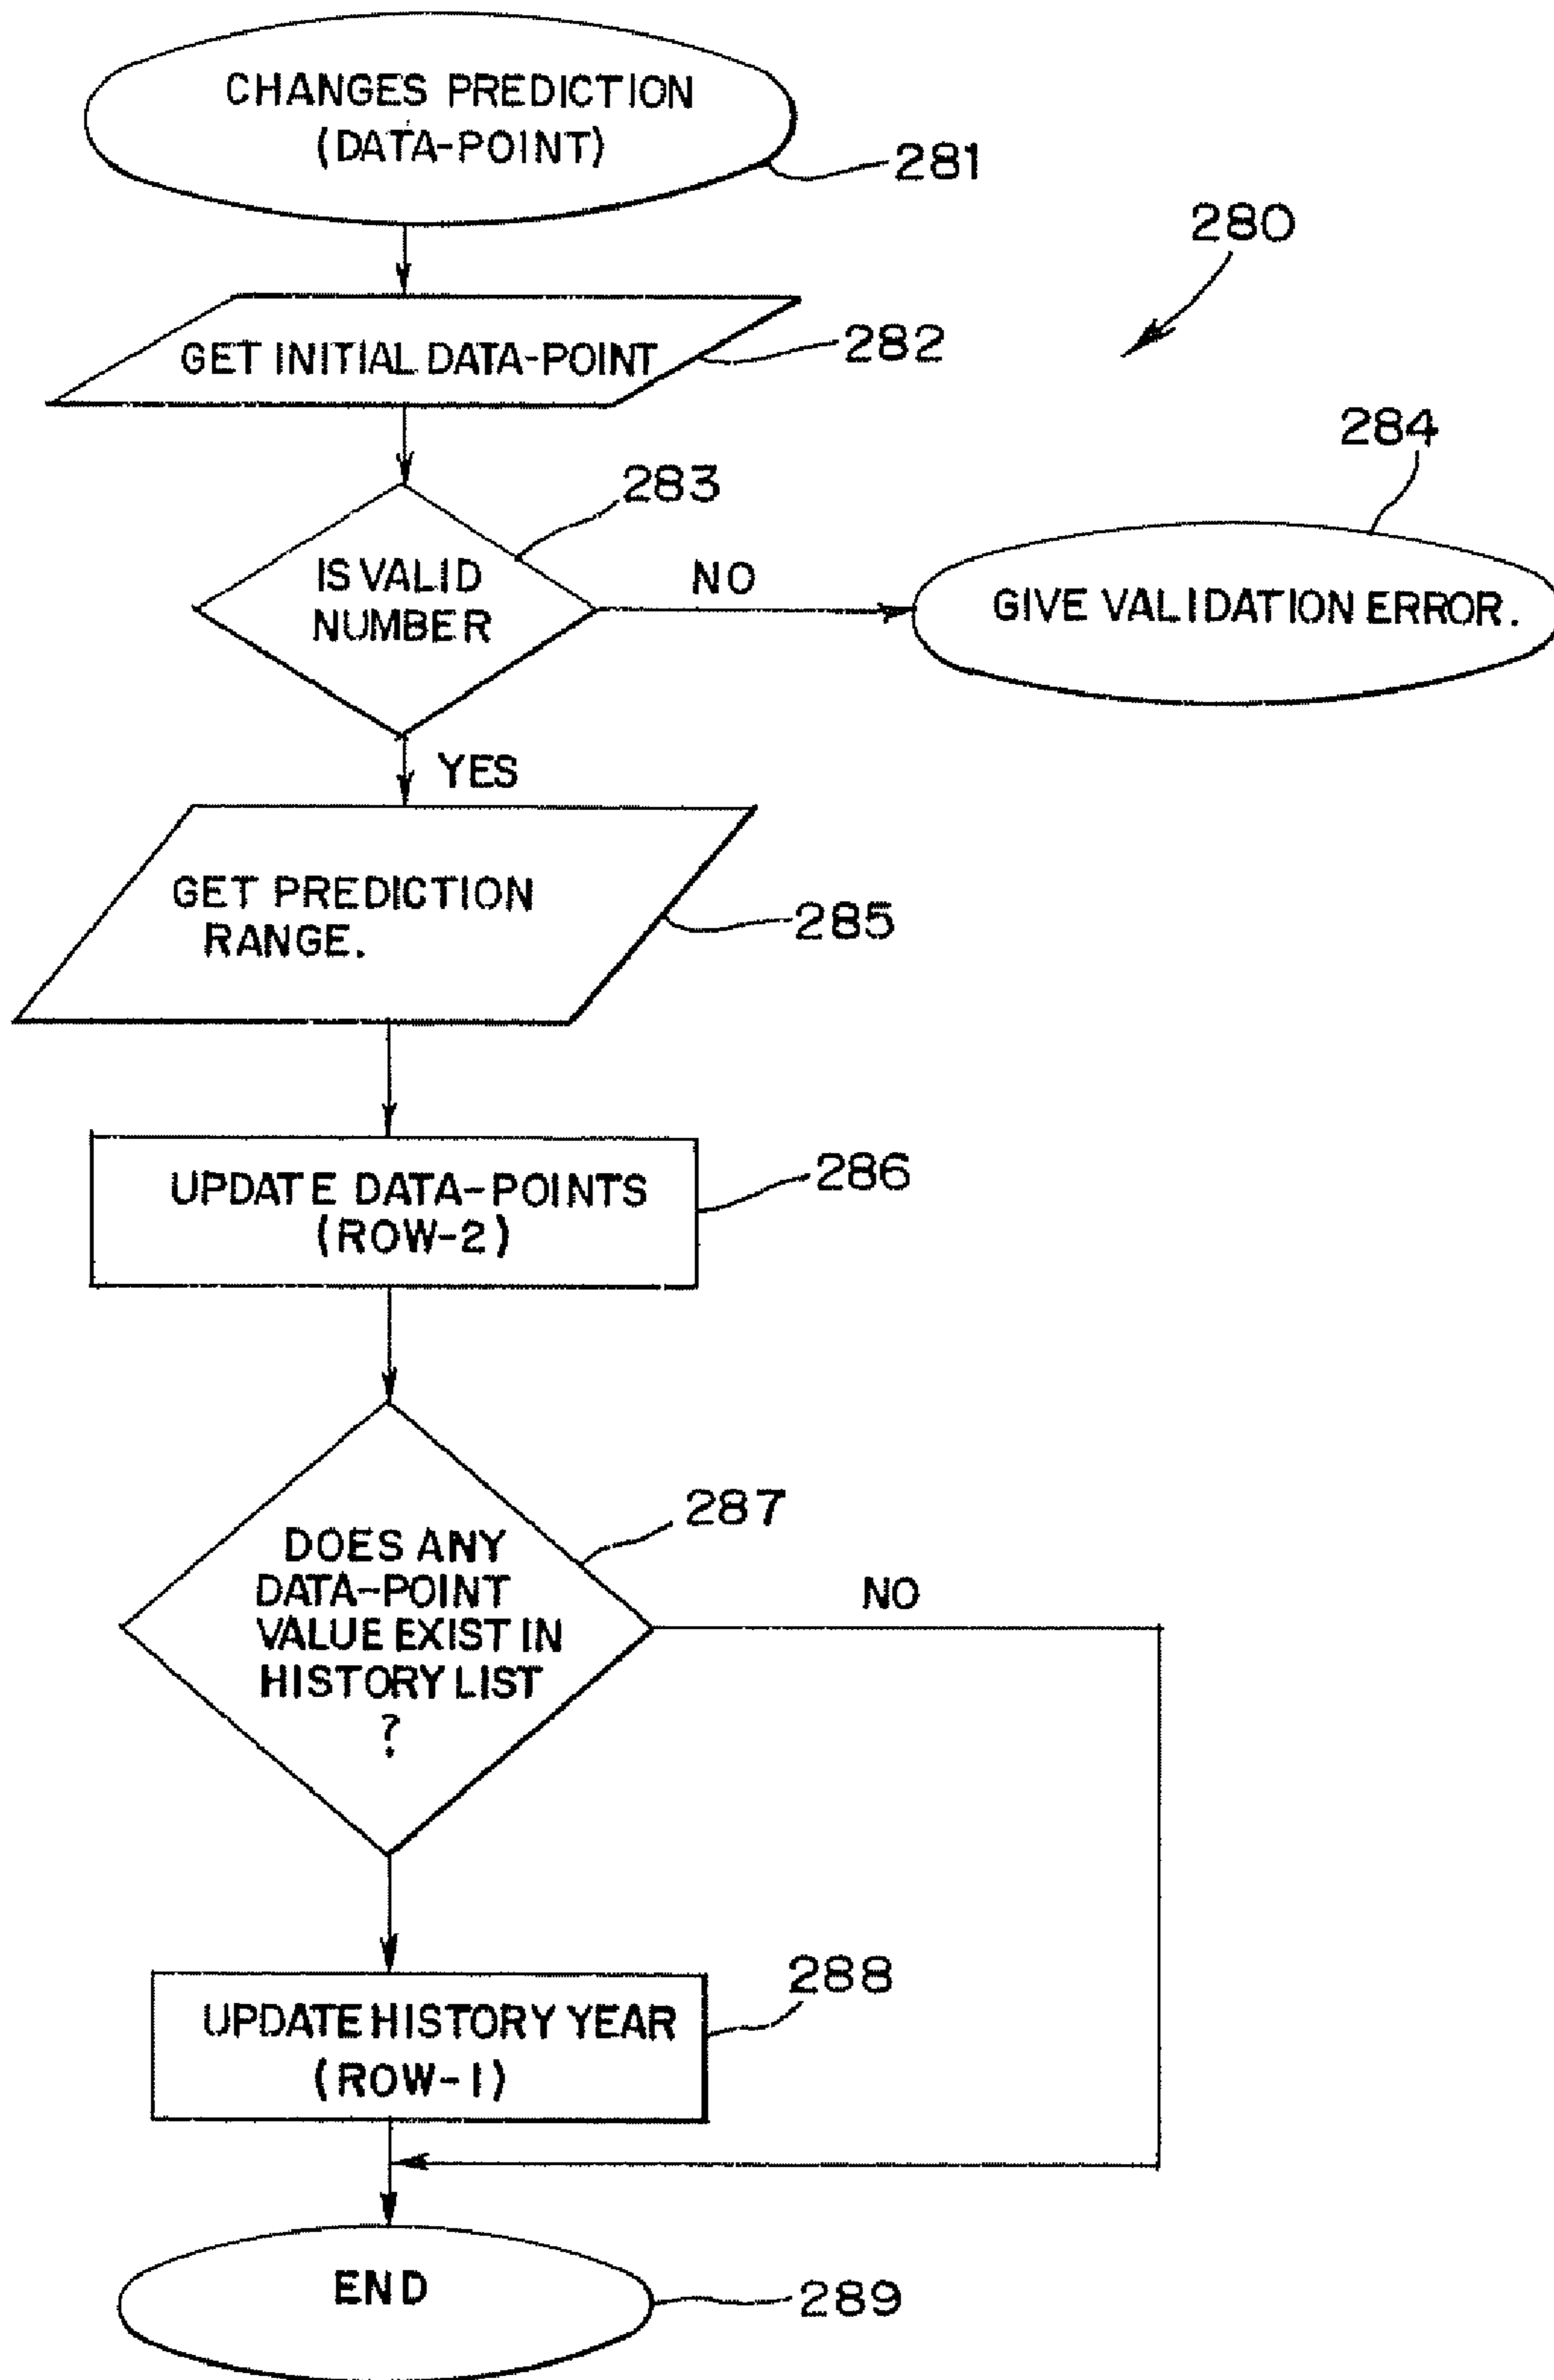 CHANGES PREDICTION
(DATA-POINT)
281
280
GET INITIAL DATA-POINT
282
284
283
IS VALID
NUMBER
NO
GIVE VALIDATION ERROR.
YES
GET PREDICTION
RANGE.
285
UPDATE DATA-POINTS
(ROW-2)
286
287
DOES ANY
DATA-POINT
VALUE EXIST IN
HISTORY LIST
?
NO
288
UPDATE HISTORY YEAR
(ROW-1)
END
289